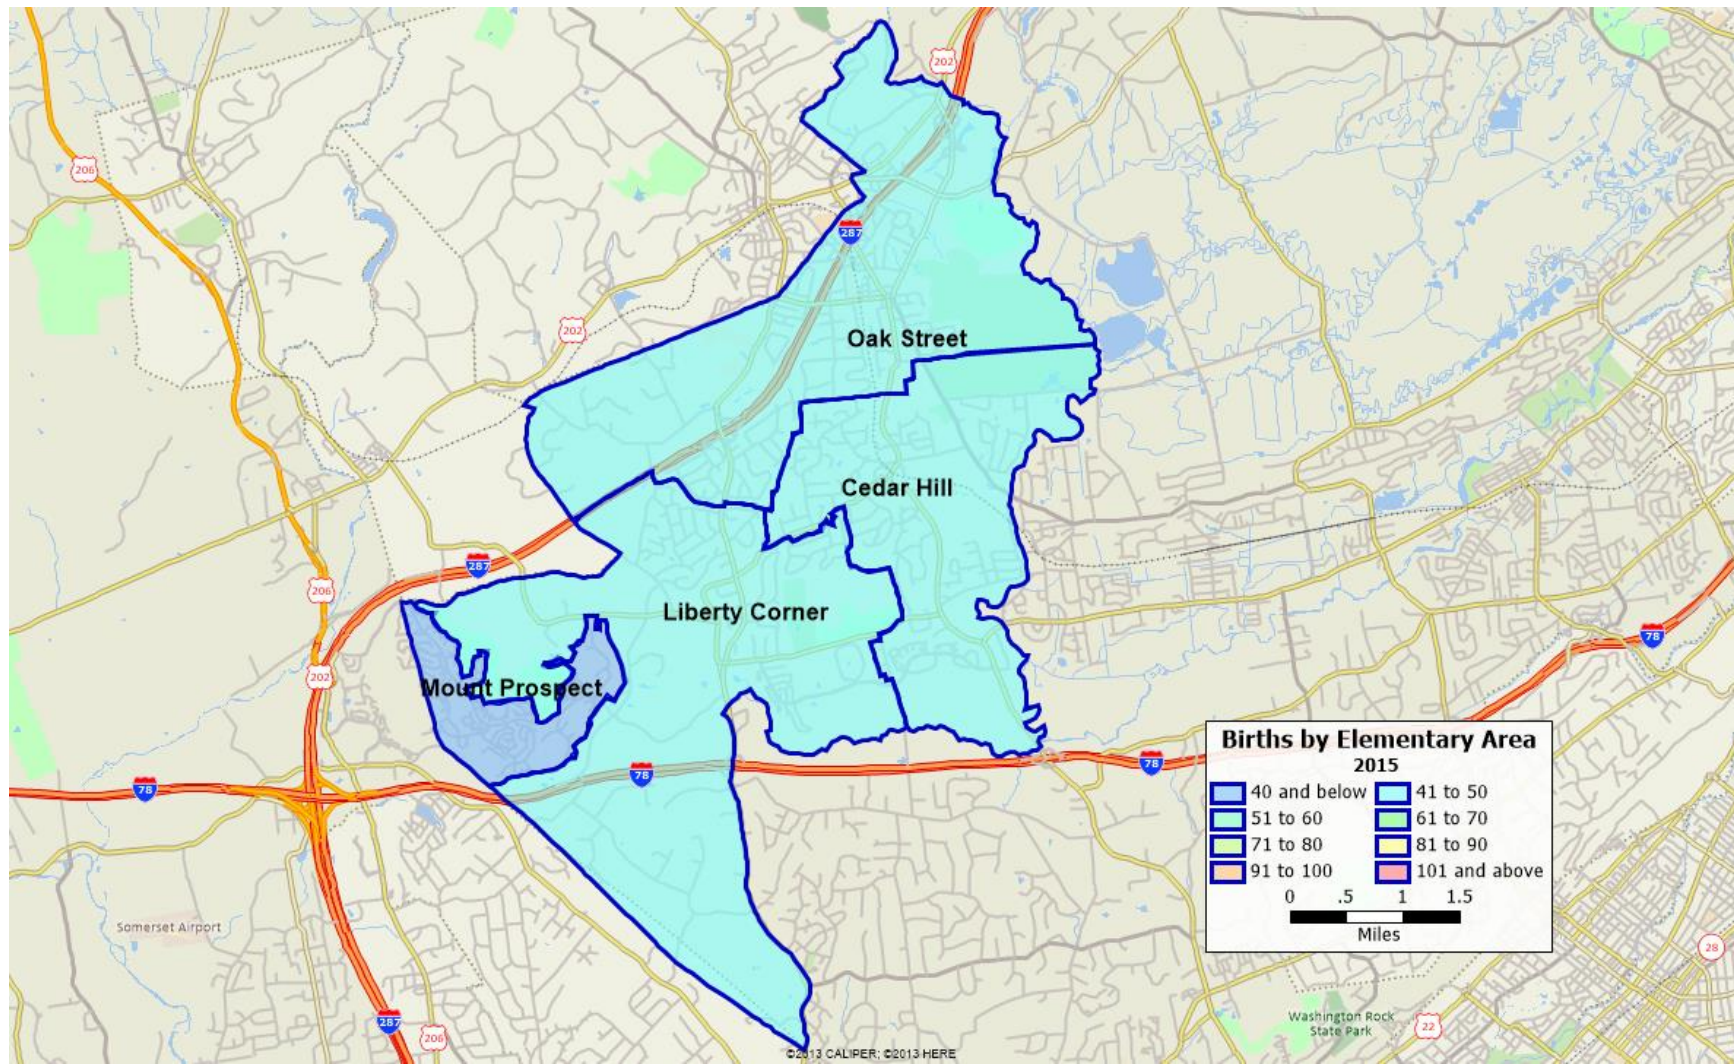 202
206
287
202
Oak Street
Cedar Hill
287
206
Liberty Corner
78
202
Mount Prospect
Births by Elementary Area
2015
40 and below
41 to 50
51 to 60
61 to 70
71 to 80
81 to 90
91 to 100
101 and above
0 .5 1 1.5
Miles
78
78
78
Somerset Airport
28
287
206
Washington Rock
State Park
22
©2013 CALIPER; ©2013 HERE